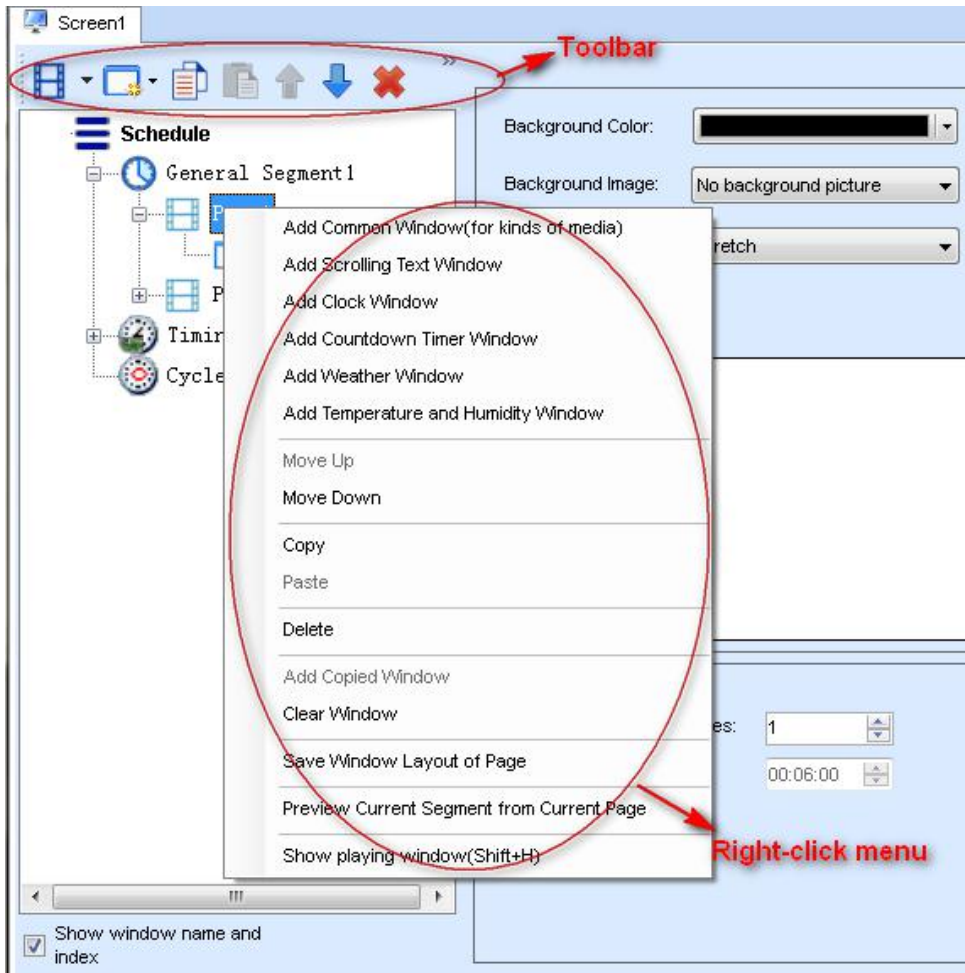 Screen1
Toolbar
»
Schedule
General Segment1
P
P
Timin
Cycle
Background Color:
Background Image:
No background picture
retch
Add Common Window(for kinds of media)
Add Scrolling Text Window
Add Clock Window
Add Countdown Timer Window
Add Weather Window
Add Temperature and Humidity Window
Move Up
Move Down
Copy
Paste
Delete
Add Copied Window
Clear Window
Save Window Layout of Page
Preview Current Segment from Current Page
Show playing window(Shift+H)
es:
1
00:06:00
Right-click menu
Show window name and
index